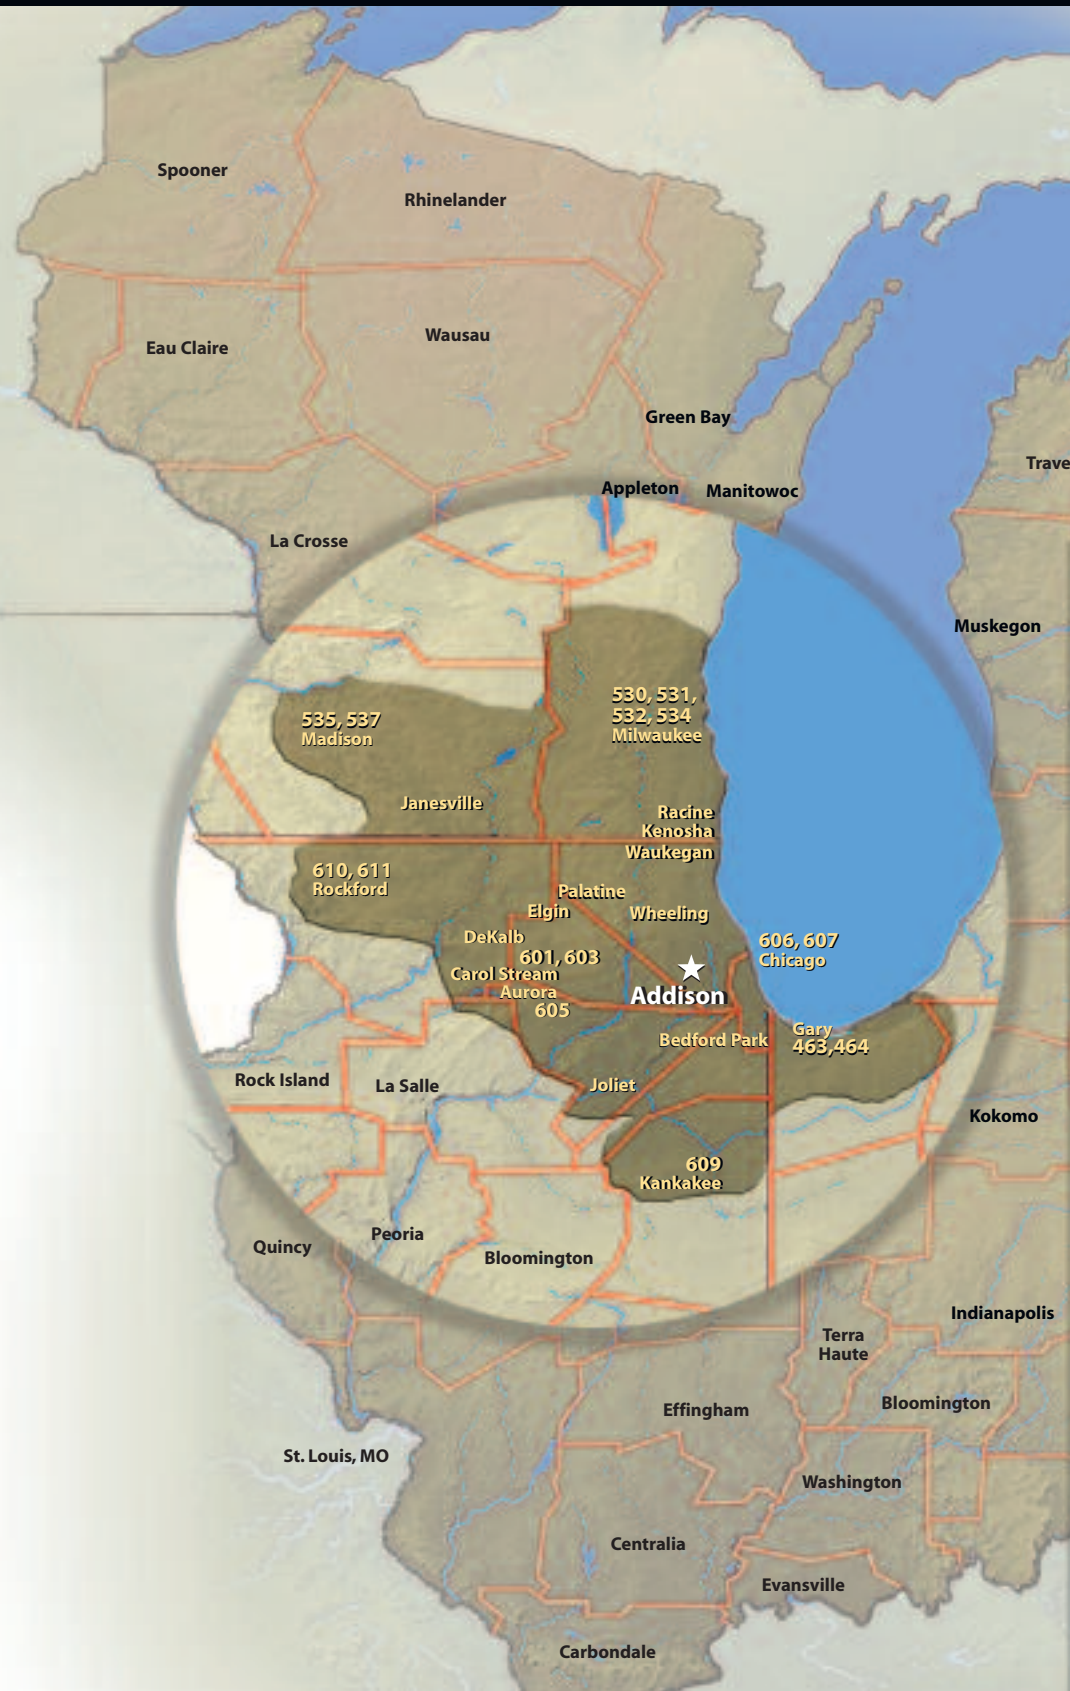 Spooner
Rhinelander
Eau Claire
Wausau
Green Bay
Trave
Appleton
Manitowoc
La Crosse
Muskegon
530, 531,
532, 534
Milwaukee
535, 537
Madison
Janesville
Racine
Kenosha
Waukegan
610, 611
Rockford
Palatine
Elgin
Wheeling
DeKalb
606, 607
Chicago
601, 603
Carol Stream
Aurora
605
Addison
Gary
463,464
Bedford Park
Rock Island
La Salle
Joliet
Kokomo
609
Kankakee
Quincy
Peoria
Bloomington
Indianapolis
Terra
Haute
Effingham
Bloomington
St. Louis, MO
Washington
Centralia
Evansville
Carbondale